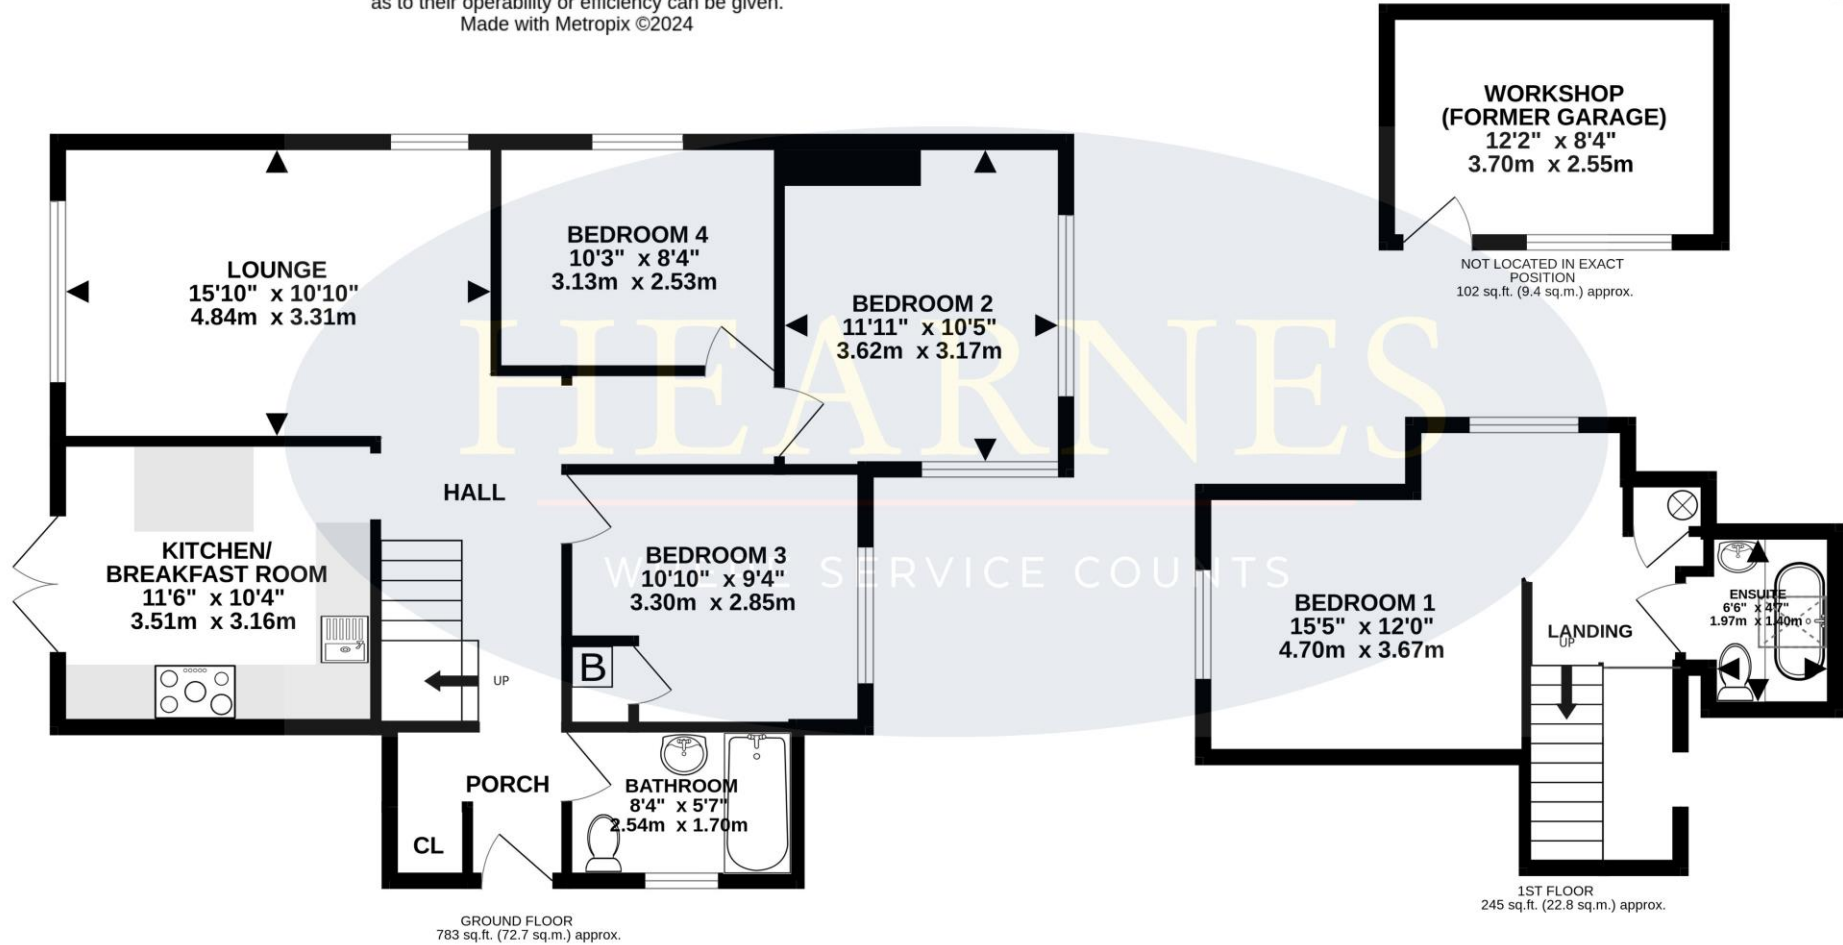 as to their operability or efficiency can be given.
Made with Metropix ©2024
WORKSHOP
(FORMER GARAGE)
12'2" x 8'4"
3.70m x 2.55m
NOT LOCATED IN EXACT
POSITION
102 sq.ft. (9.4 sq.m.) approx.
LOUNGE
15'10" x 10'10"
4.84m x 3.31m
BEDROOM 4
10'3" x 8'4"
3.13m x 2.53m
BEDROOM 2
11'11" x 10'5"
3.62m x 3.17m
HEARNES
SERVICE COUNTS
HALL
KITCHEN/
BREAKFAST ROOM
11'6" x 10'4"
3.51m x 3.16m
BEDROOM 3
10'10" x 9'4"
3.30m x 2.85m
B
UP
PORCH
CL
BATHROOM
8'4" x 5'7"
2.54m x 1.70m
GROUND FLOOR
783 sq.ft. (72.7 sq.m.) approx.
BEDROOM 1
15'5" x 12'0"
4.70m x 3.67m
LANDING
UP
ENSUITE
6'6" x 4'7"
1.97m x 1.40m
1ST FLOOR
245 sq.ft. (22.8 sq.m.) approx.